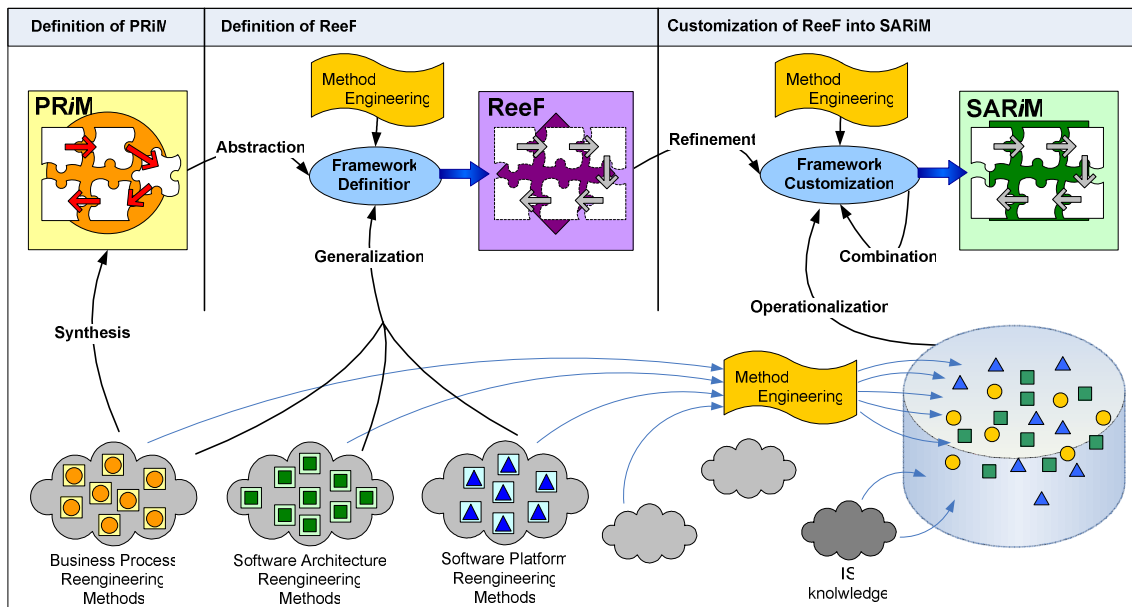 Definition of PRiM
Definition of ReeF
Customization of ReeF into SARiM
PRiM
Method
Engineering
ReeF
Method
Engineering
SARiM
Abstraction
Framework
Definition
Refinement
Framework
Customization
Generalization
Combination
Synthesis
Operationalization
Method
Engineering
Business Process
Reengineering
Methods
Software Architecture
Reengineering
Methods
Software Platform
Reengineering
Methods
IS
knolwedge